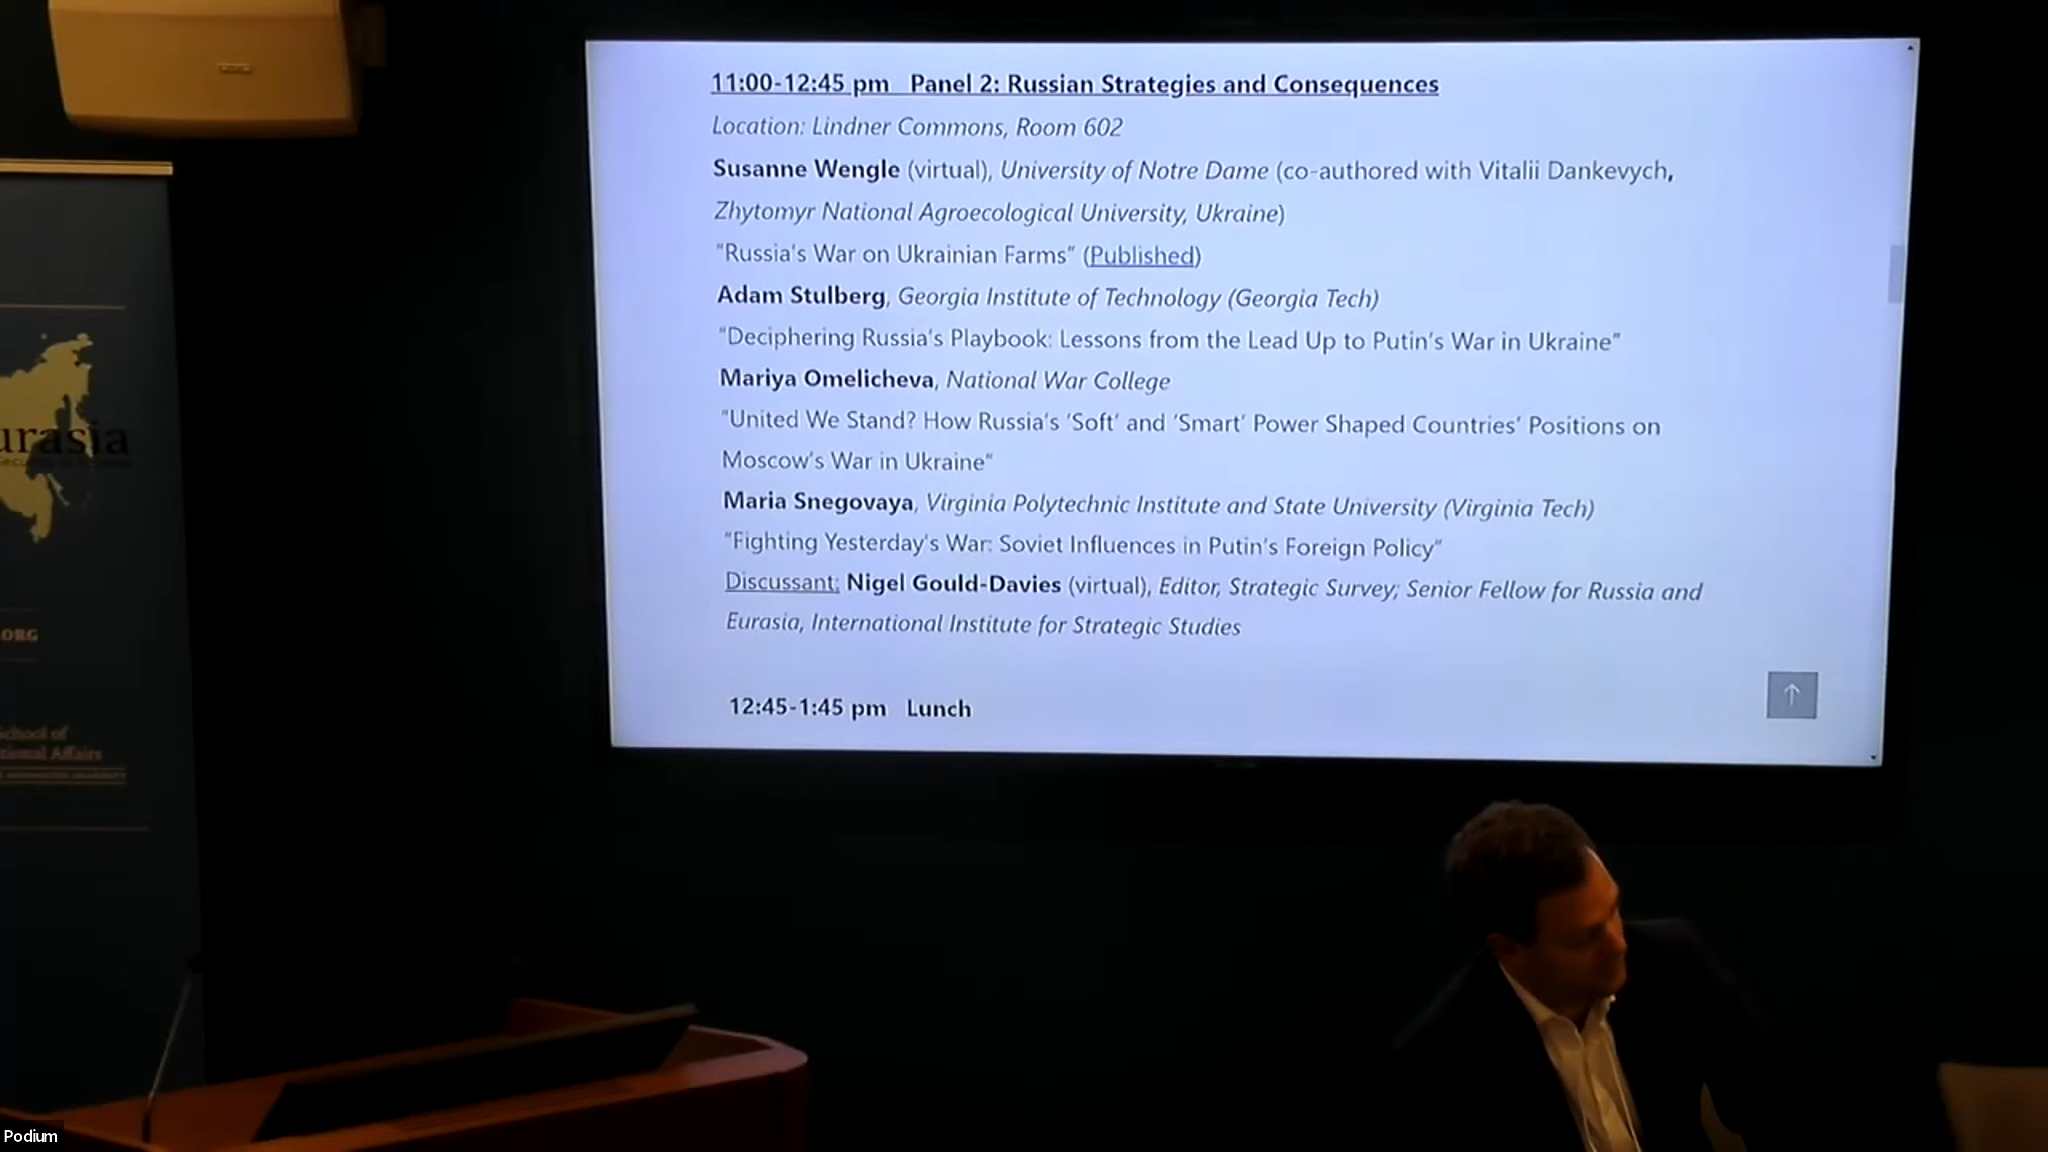 11:00-12:45 pm Panel 2: Russian Strategies and Consequences
Location: Lindner Commons, Room 602
Susanne Wengle (virtual), University of Notre Dame (co-authored with Vitalii Dankevych,
Zhytomyr National Agroecological University, Ukraine)
"Russia's War on Ukrainian Farms" (Published)
Adam Stulberg, Georgia Institute of Technology (Georgia Tech)
"Deciphering Russia's Playbook: Lessons from the Lead Up to Putin's War in Ukraine"
Mariya Omelicheva, National War College
"United We Stand? How Russia's 'Soft' and 'Smart' Power Shaped Countries' Positions on
Moscow's War in Ukraine"
Maria Snegovaya, Virginia Polytechnic Institute and State University (Virginia Tech)
"Fighting Yesterday's War: Soviet Influences in Putin's Foreign Policy"
Discussant: Nigel Gould-Davies (virtual), Editor, Strategic Survey; Senior Fellow for Russia and
Eurasia, International Institute for Strategic Studies
12:45-1:45 pm Lunch
urasia
.ORG
School of
tional Affairs
Podium